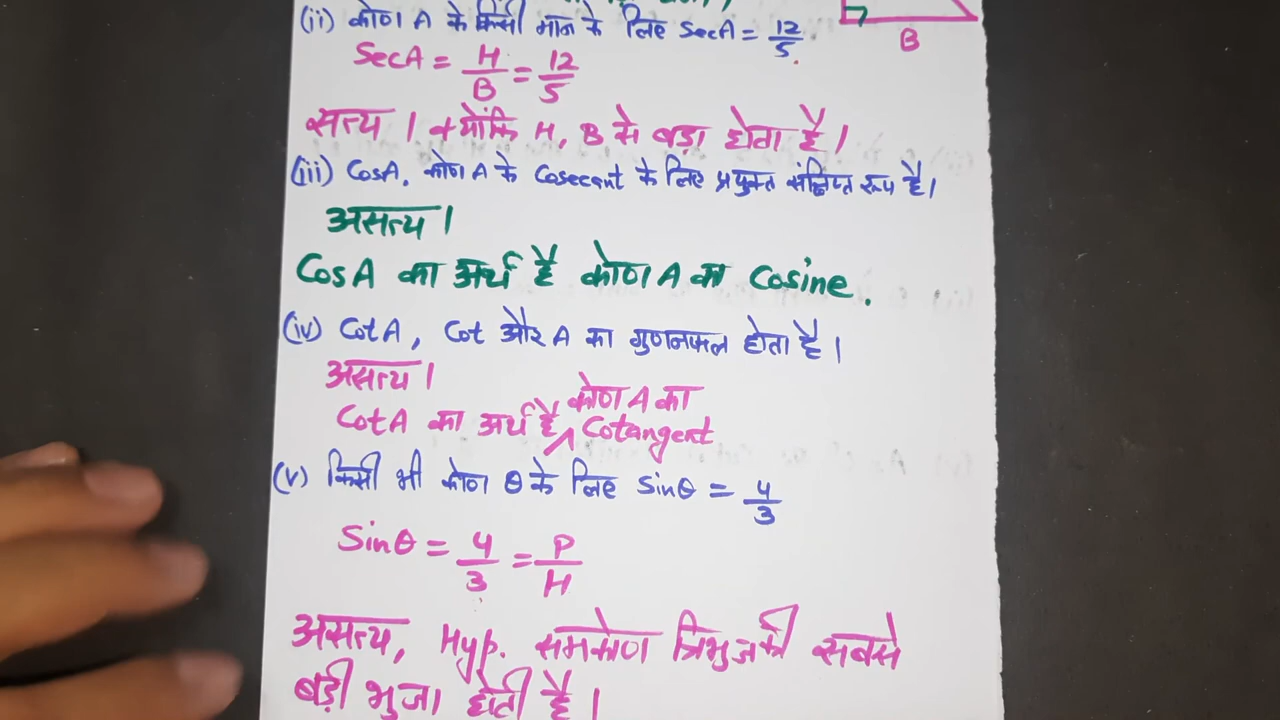 (ii) कोण A के किसी मान के लिए SecA = 12/5
B
SecA = H/B = 12/5
सत्य । क्योंकि H, B से बड़ा होता है।
(iii) CosA, कोण A के Cosecant के लिए प्रयुक्त संक्षिप्त रूप है।
असत्य ।
CosA का अर्थ है कोण A का Cosine.
(iv) CotA, Cot और A का गुणनफल होता है।
असत्य ।
कोण A का
CotA का अर्थ है Cotangent
(v) किसी भी कोण θ के लिए Sinθ = 4/3
Sinθ = 4/3 = P/H
असत्य, Hyp. समकोण त्रिभुज की सबसे
बड़ी भुजा होती है।